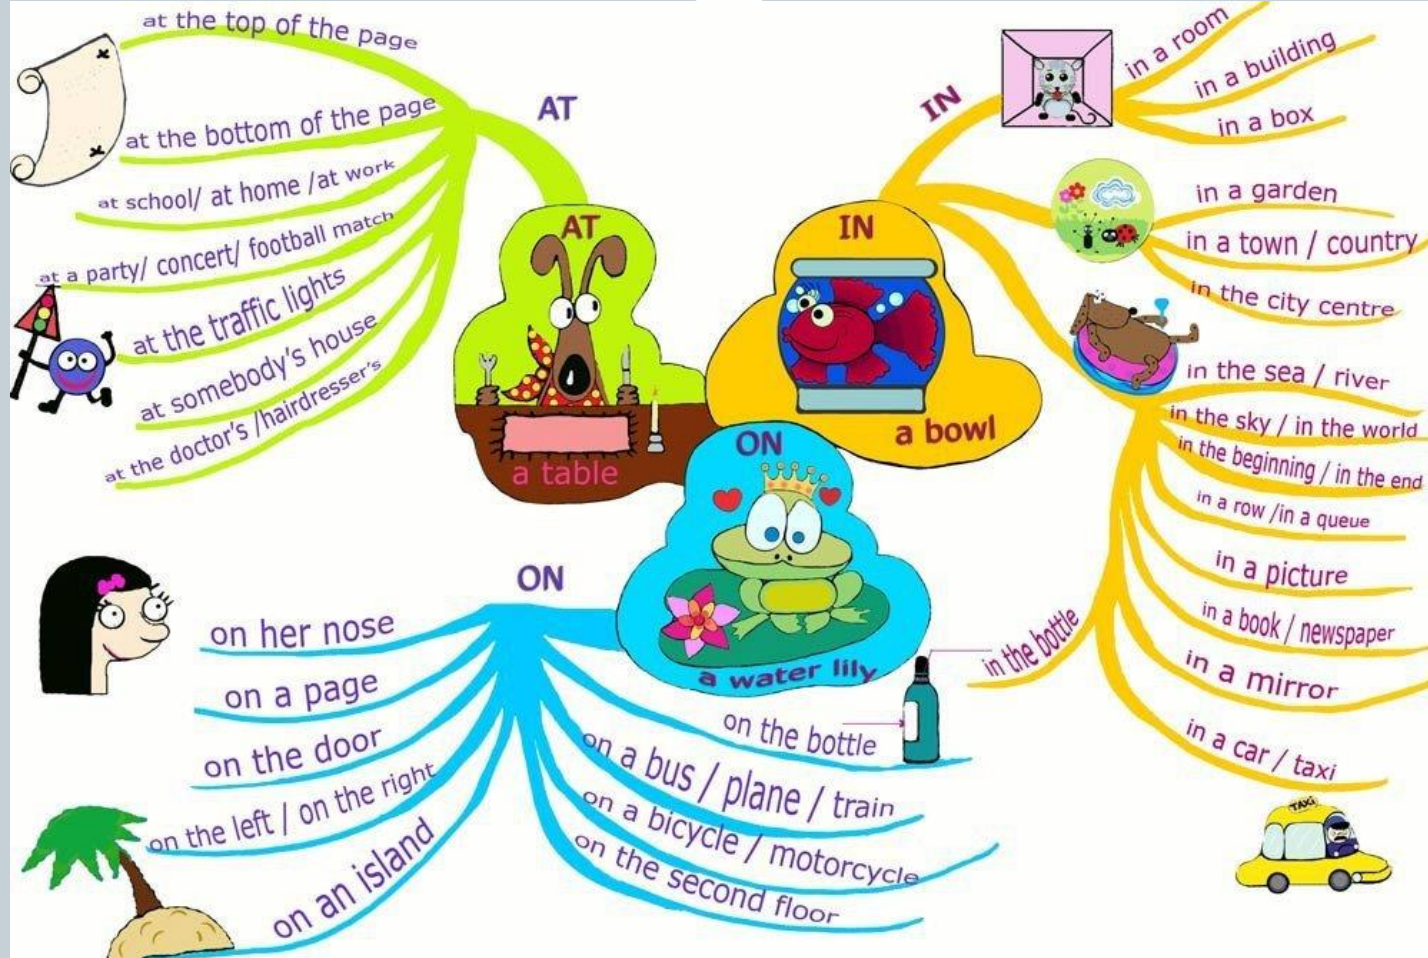 at the top of the page
at the bottom of the page
at school/ at home /at work
at a party/ concert/ football match
at the traffic lights
at somebody's house
at the doctor's /hairdresser's
AT
AT
a table
IN
IN
a bowl
in a room
in a building
in a box
in a garden
in a town / country
in the city centre
in the sea / river
in the sky / in the world
in the beginning / in the end
in a row /in a queue
in a picture
in a book / newspaper
in a mirror
in a car / taxi
in the bottle
TAXi
ON
a water lily
ON
on her nose
on a page
on the door
on the left / on the right
on an island
on the bottle
on a bus / plane / train
on a bicycle / motorcycle
on the second floor